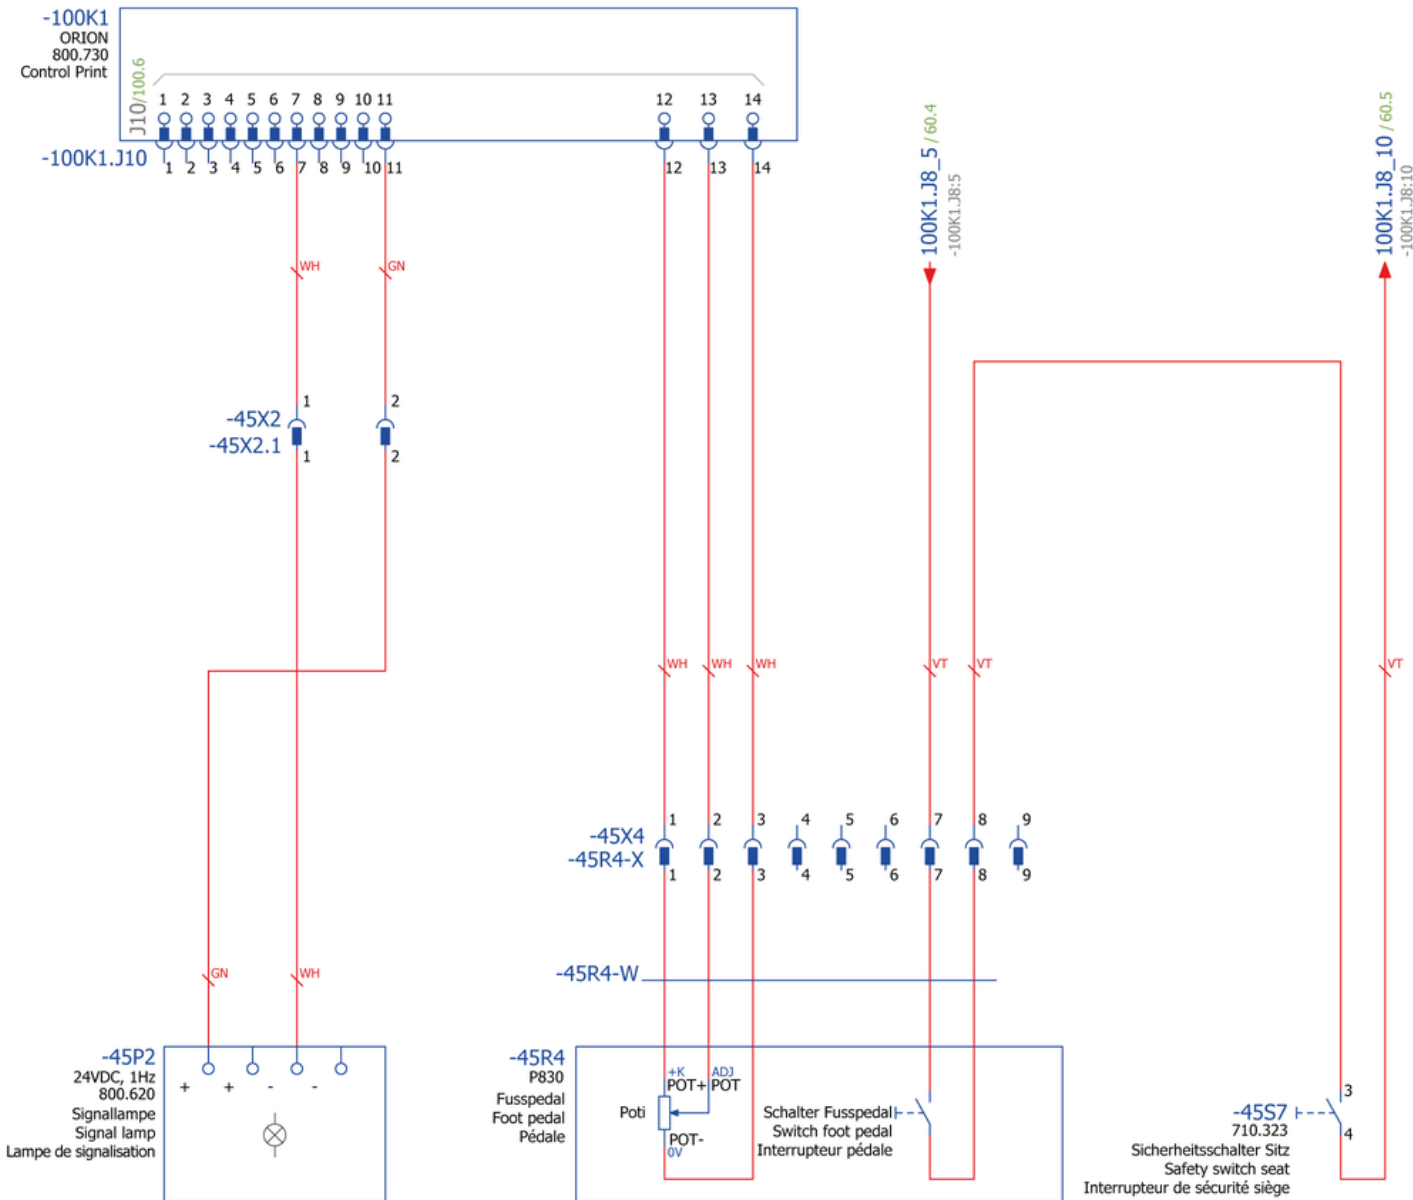 -100K1
ORION
800.730
Control Print
J10/100.6
1 2 3 4 5 6 7 8 9 10 11 12 13 14
-100K1.J10
1 2 3 4 5 6 7 8 9 10 11 12 13 14
100K1.J8_5 / 60.4
-100K1.J8:5
100K1.J8_10 / 60.5
-100K1.J8:10
WH GN
1 2
-45X2
-45X2.1
1 2
WH WH WH VT VT VT
1 2 3 4 5 6 7 8 9
-45X4
-45R4-X
1 2 3 4 5 6 7 8 9
GN WH
-45R4-W
-45P2
24VDC, 1Hz
800.620
+ + - -
Signallampe
Signal lamp
Lampe de signalisation
-45R4
P830
Fusspedal
Foot pedal
Pédale
+K ADJ
POT+ POT
Poti
POT-
0V
Schalter Fusspedal
Switch foot pedal
Interrupteur pédale
3
-45S7
710.323
4
Sicherheitsschalter Sitz
Safety switch seat
Interrupteur de sécurité siège